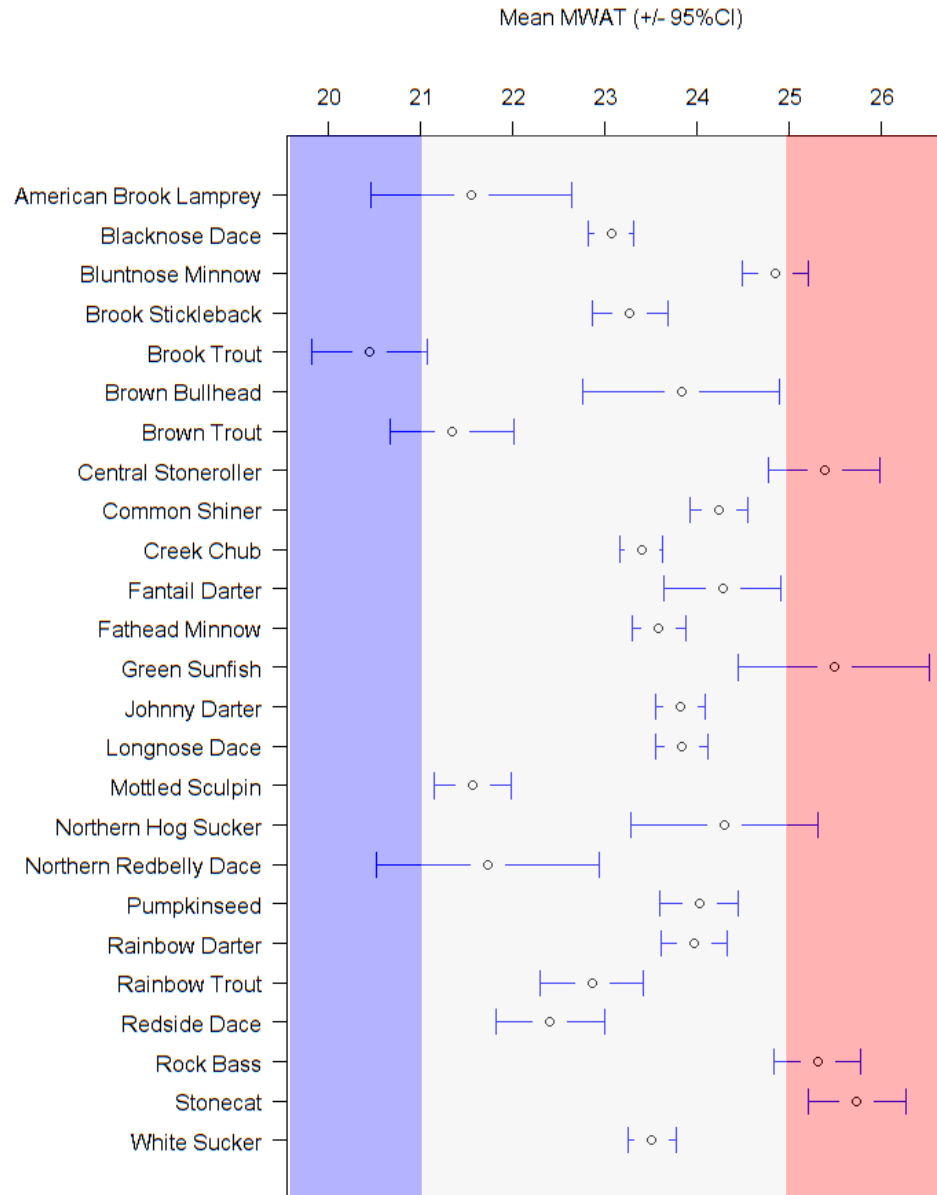 Mean MWAT (+/- 95%CI)
20 21 22 23 24 25 26
American Brook Lamprey
Blacknose Dace
Bluntnose Minnow
Brook Stickleback
Brook Trout
Brown Bullhead
Brown Trout
Central Stoneroller
Common Shiner
Creek Chub
Fantail Darter
Fathead Minnow
Green Sunfish
Johnny Darter
Longnose Dace
Mottled Sculpin
Northern Hog Sucker
Northern Redbelly Dace
Pumpkinseed
Rainbow Darter
Rainbow Trout
Redside Dace
Rock Bass
Stonecat
White Sucker